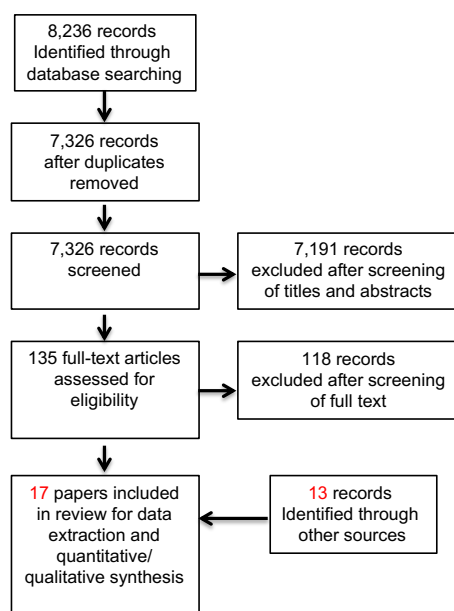 8,236 records
Identified through
database searching
7,326 records
after duplicates
removed
7,326 records
screened
7,191 records
excluded after screening
of titles and abstracts
135 full-text articles
assessed for
eligibility
118 records
excluded after screening
of full text
17 papers included
in review for data
extraction and
quantitative/
qualitative synthesis
13 records
Identified through
other sources